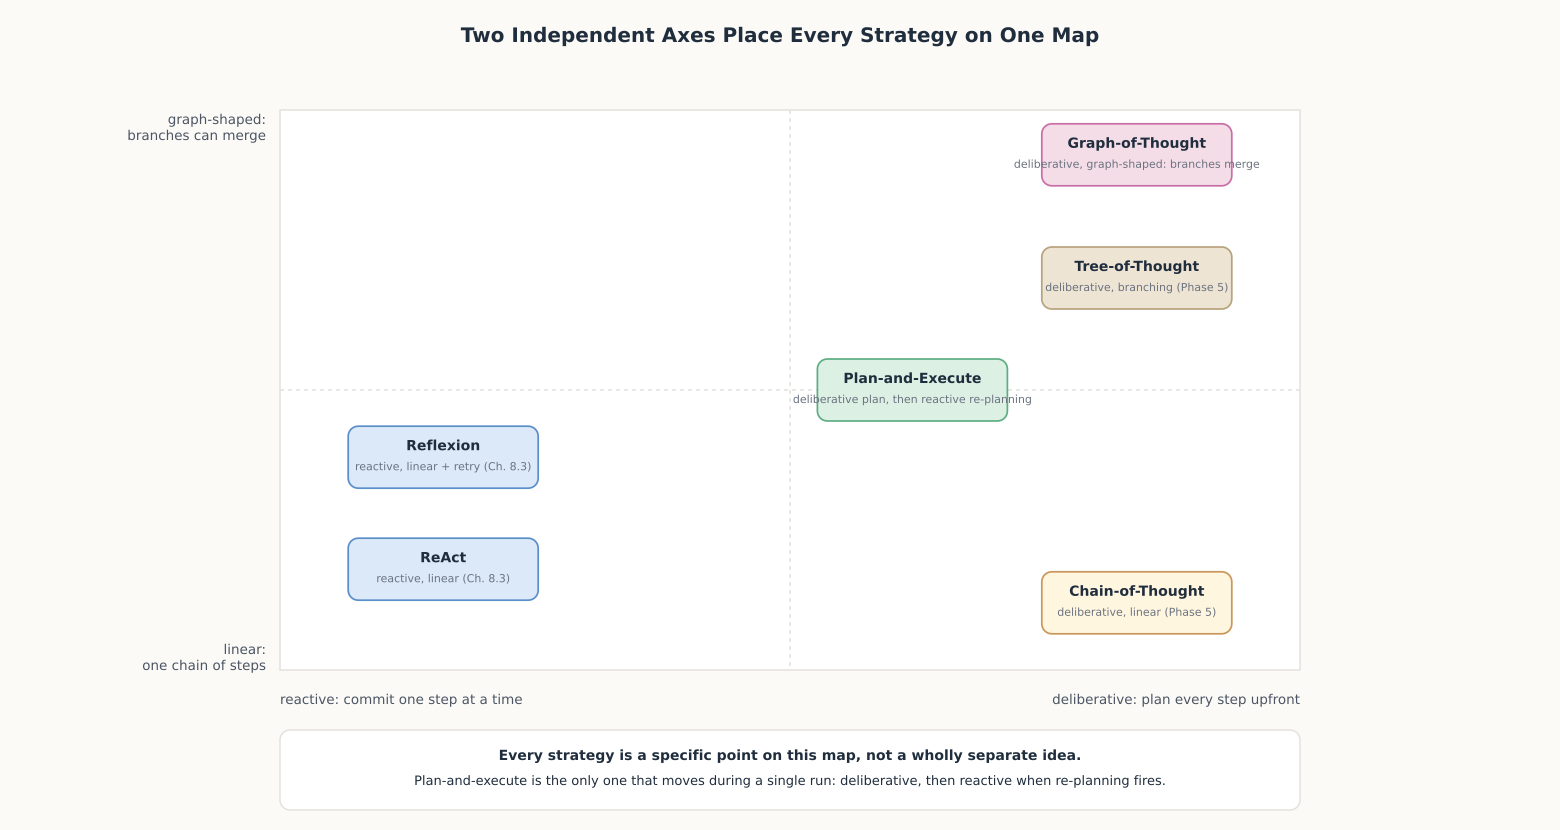 Two Independent Axes Place Every Strategy on One Map
graph-shaped:
branches can merge
Graph-of-Thought
deliberative, graph-shaped: branches merge
Tree-of-Thought
deliberative, branching (Phase 5)
Plan-and-Execute
deliberative plan, then reactive re-planning
Reflexion
reactive, linear + retry (Ch. 8.3)
ReAct
reactive, linear (Ch. 8.3)
Chain-of-Thought
deliberative, linear (Phase 5)
linear:
one chain of steps
reactive: commit one step at a time
deliberative: plan every step upfront
Every strategy is a specific point on this map, not a wholly separate idea.
Plan-and-execute is the only one that moves during a single run: deliberative, then reactive when re-planning fires.